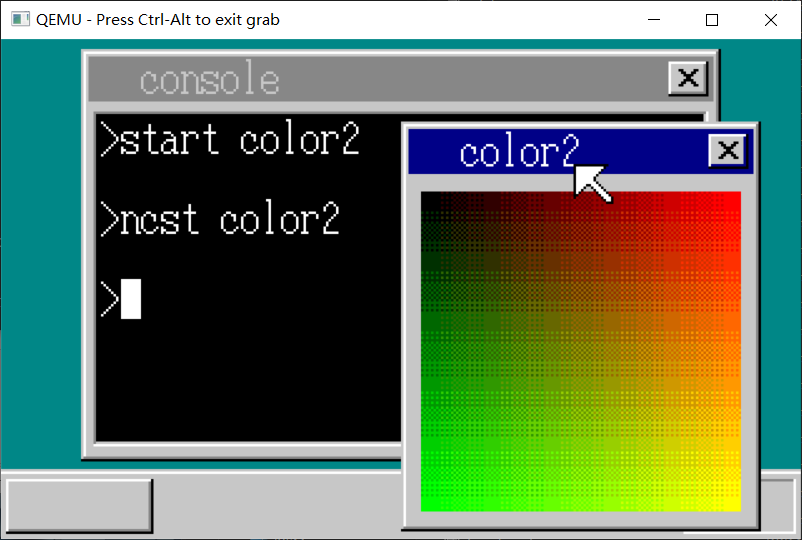 QEMU - Press Ctrl-Alt to exit grab
console
>start color2
>ncst color2
>
color2